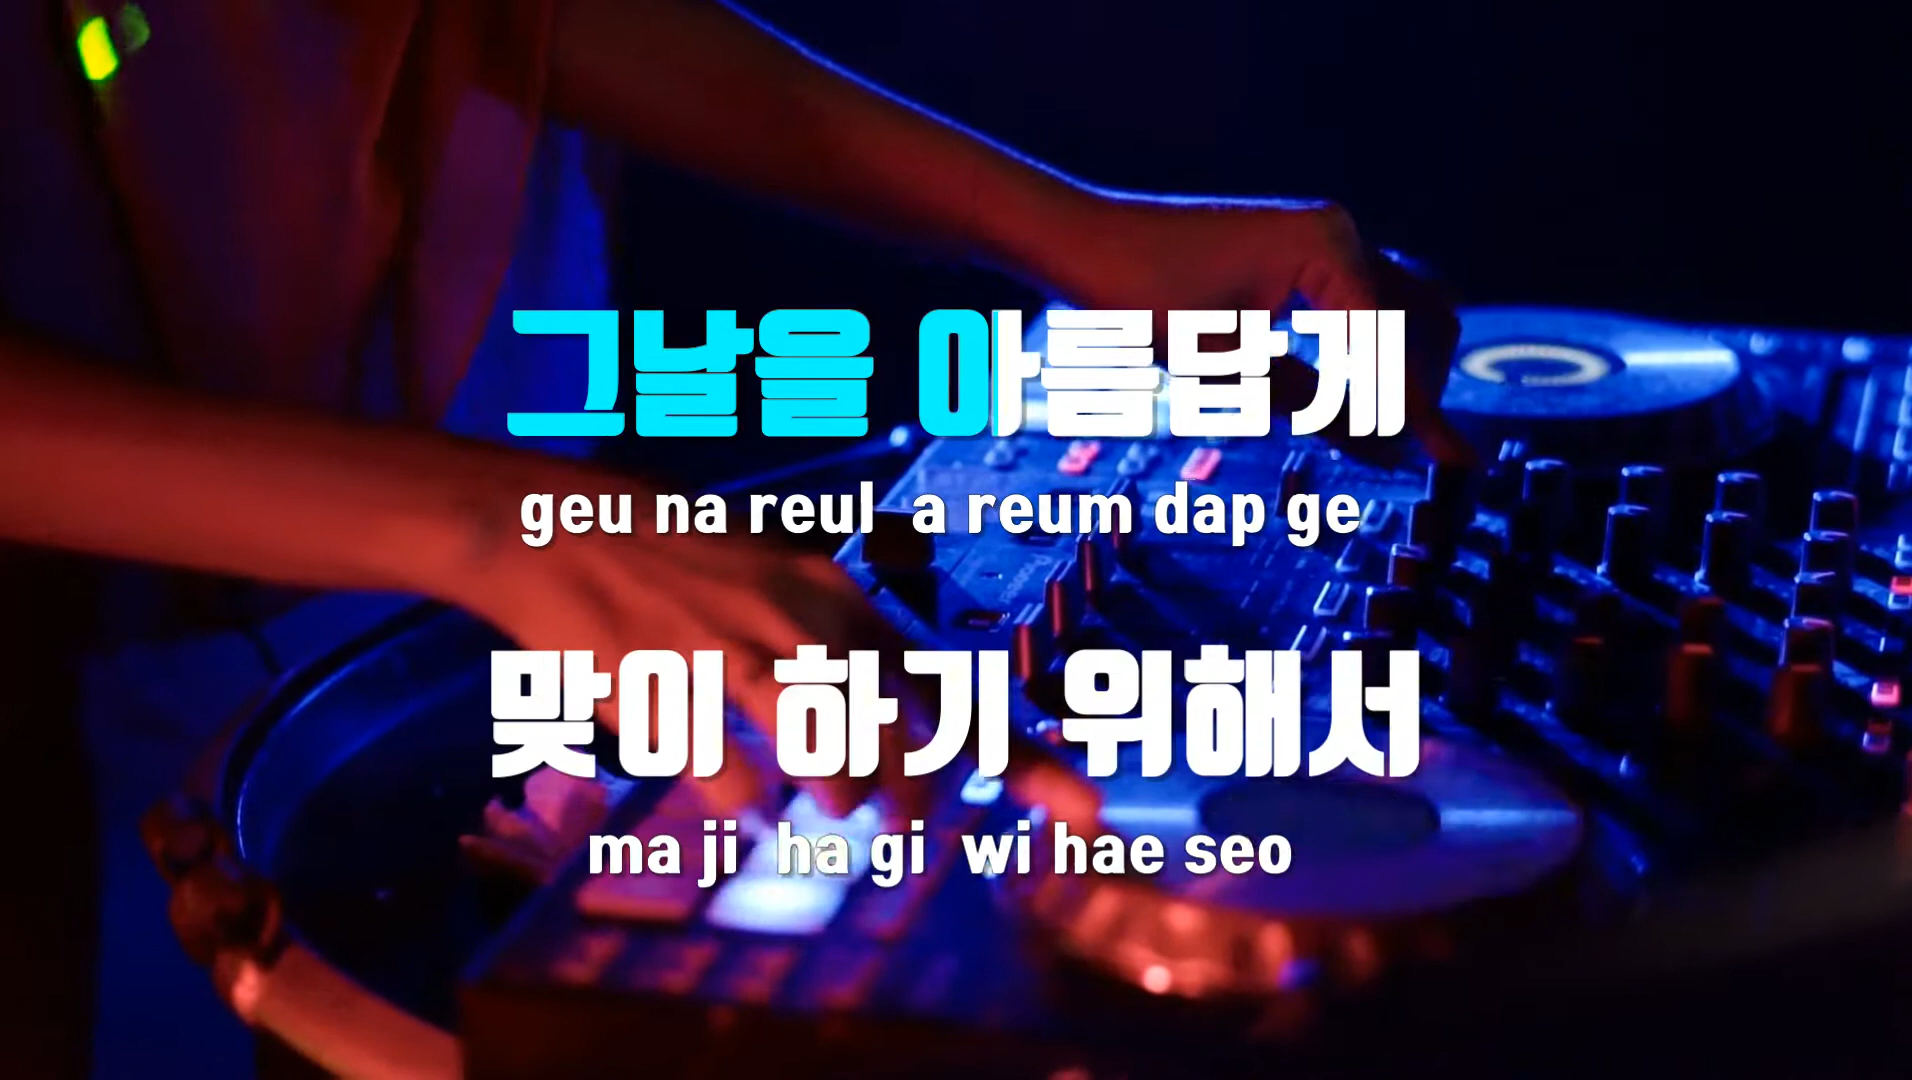 그날을 아름답게
geu na reul a reum dap ge
맞이 하기 위해서
ma ji ha gi wi hae seo